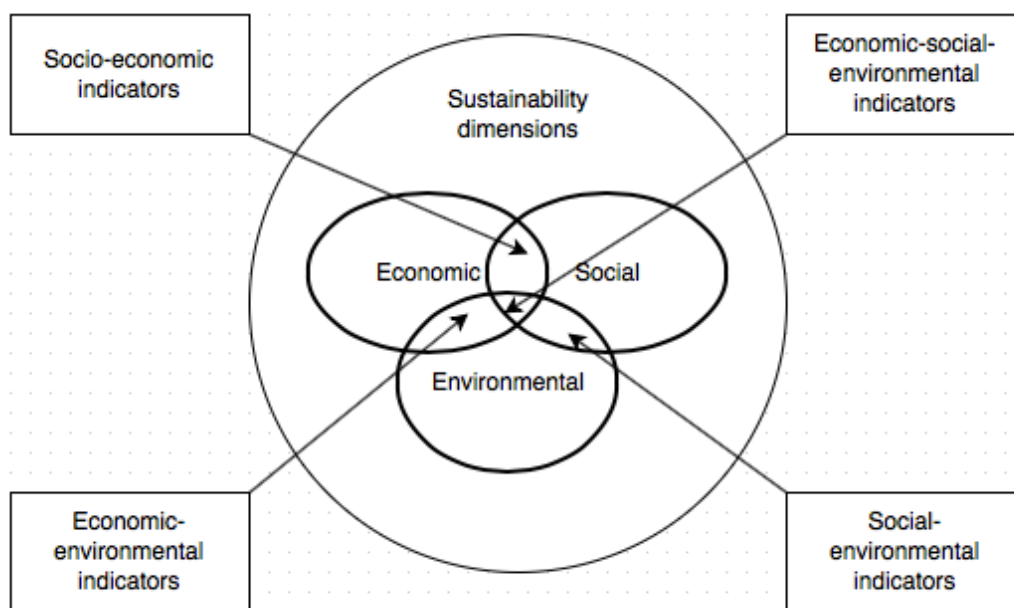 Socio-economic
indicators
Sustainability
dimensions
Economic-social-
environmental
indicators
Economic
Social
Environmental
Economic-
environmental
indicators
Social-
environmental
indicators